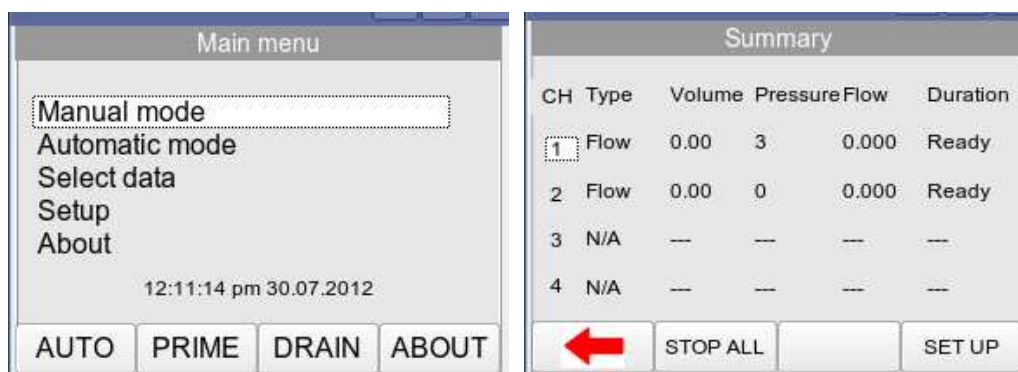 Main menu
Manual mode
Automatic mode
Select data
Setup
About
12:11:14 pm 30.07.2012
AUTO PRIME DRAIN ABOUT
Summary
CH Type Volume Pressure Flow Duration
1 Flow 0.00 3 0.000 Ready
2 Flow 0.00 0 0.000 Ready
3 N/A --- --- --- ---
4 N/A --- --- --- ---
STOP ALL SET UP